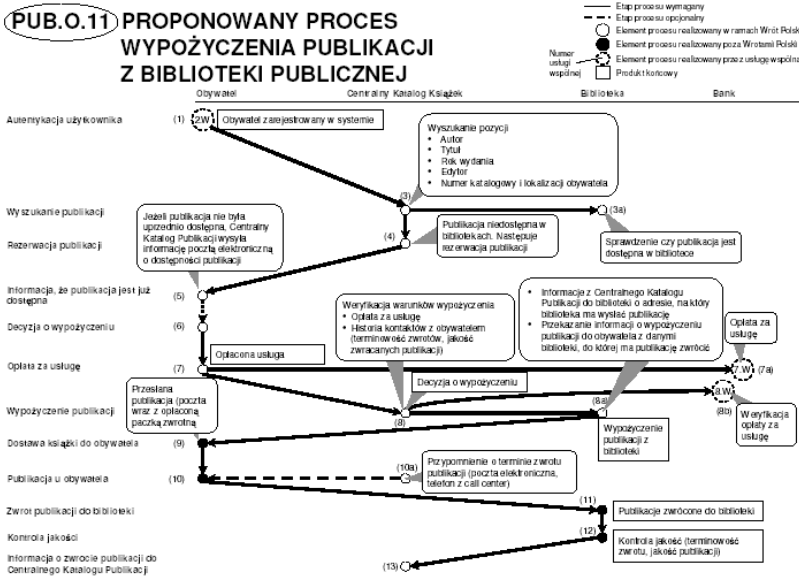 PUB.O.11 PROPONOWANY PROCES
WYPOŻYCZENIA PUBLIKACJI
Z BIBLIOTEKI PUBLICZNEJ
Etap procesu wymagany
Etap procesu opcjonalny
Element procesu realizowany w ramach Wrót Polski
Element procesu realizowany poza Wrotami Polski
Element procesu realizowany przez usługę wspólną
Produkt końcowy
Numer
usługi
wspólnej
Obywatel
Centralny Katalog Książek
Biblioteka
Bank
Autentykacja użytkownika
(1)
2.W
Obywatel zarejestrowany w systemie
Wyszukanie pozycji
• Autor
• Tytuł
• Rok wydania
• Edytor
• Numer katalogowy i lokalizacji obywatela
Wyszukanie publikacji
(3)
(3a)
Jeżeli publikacja nie była
uprzednio dostępna, Centralny
Katalog Publikacji wysyła
informację pocztą elektroniczną
o dostępności publikacji
Rezerwacja publikacji
(4)
Publikacja niedostępna w
bibliotekach. Następuje
rezerwacja publikacji
Sprawdzenie czy publikacja jest
dostępna w bibliotece
Informacja, że publikacja jest już
dostępna
(5)
Decyzja o wypożyczeniu
(6)
Weryfikacja warunków wypożyczenia
• Opłata za usługę
• Historia kontaktów z obywatelem
(terminowość zwrotów, jakość
zwracanych publikacji)
• Informacje z Centralnego Katalogu
Publikacji do biblioteki o adresie, na który
biblioteka ma wysłać publikację
• Przekazanie informacji o wypożyczeniu
publikacji do obywatela z danymi
biblioteki, do której ma publikację zwrócić
Opłata za
usługę
Opłata za usługę
(7)
Opłacona usługa
7.W
(7a)
Przesłana
publikacja (poczta
wraz z opłaconą
paczką zwrotną
Decyzja o wypożyczeniu
8.W
(8b)
Wypożyczenie publikacji
(8)
(8a)
Wypożyczenie
publikacji z
biblioteki
Weryfikacja
opłaty za
usługę
Dostawa książki do obywatela
(9)
Publikacja u obywatela
(10)
(10a)
Przypomnienie o terminie zwrotu
publikacji (poczta elektroniczna,
telefon z call center)
Zwrot publikacji do biblioteki
(11)
Publikacje zwrócone do biblioteki
Kontrola jakości
(12)
Kontrola jakość (terminowość
zwrotu, jakość publikacji)
Informacja o zwrocie publikacji do
Centralnego Katalogu Publikacji
(13)